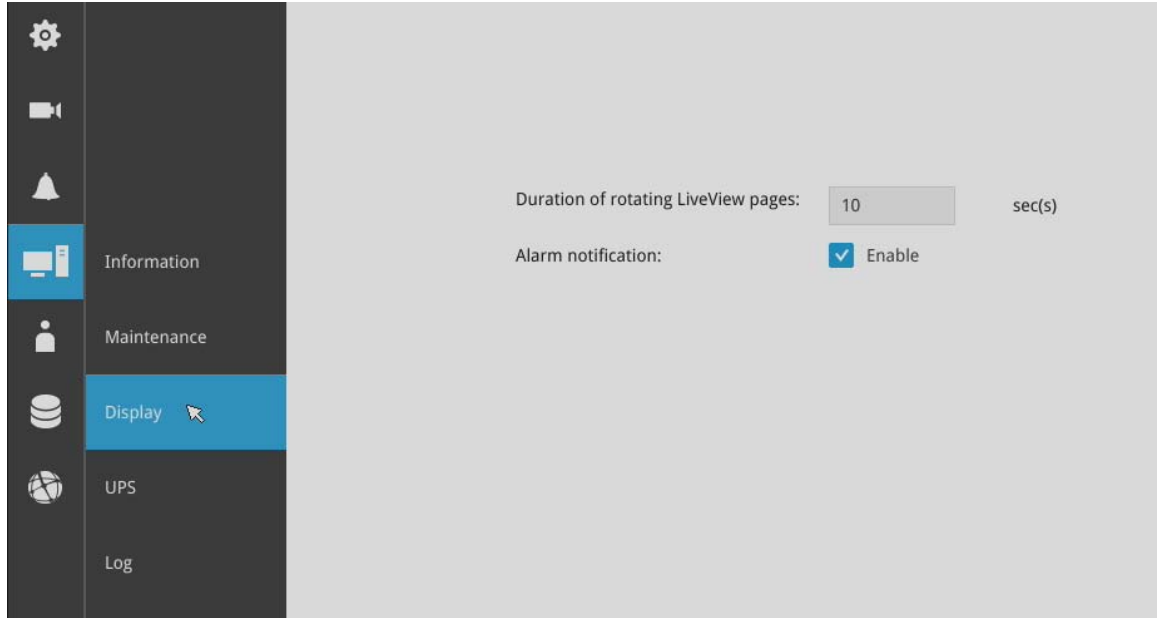 Information
Maintenance
Display
UPS
Log
Duration of rotating LiveView pages: 10 sec(s)
Alarm notification: Enable